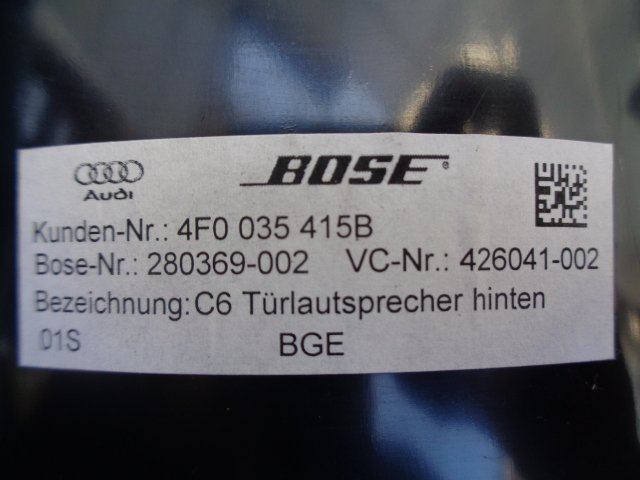 Audi BOSE
Kunden-Nr.: 4F0 035 415B
Bose-Nr.: 280369-002 VC-Nr.: 426041-002
Bezeichnung: C6 Türlautsprecher hinten
01S BGE